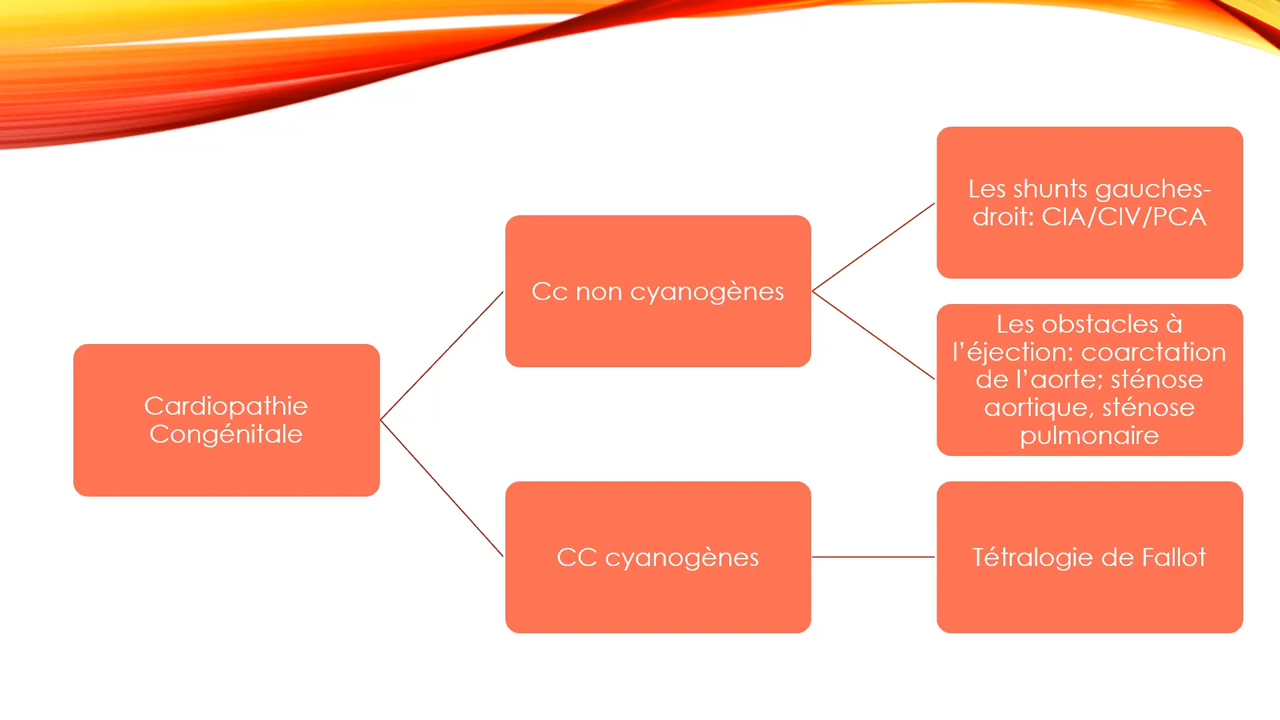 Cardiopathie
Congénitale
Cc non cyanogènes
CC cyanogènes
Les shunts gauches-
droit: CIA/CIV/PCA
Les obstacles à
l’éjection: coarctation
de l’aorte; sténose
aortique, sténose
pulmonaire
Tétralogie de Fallot